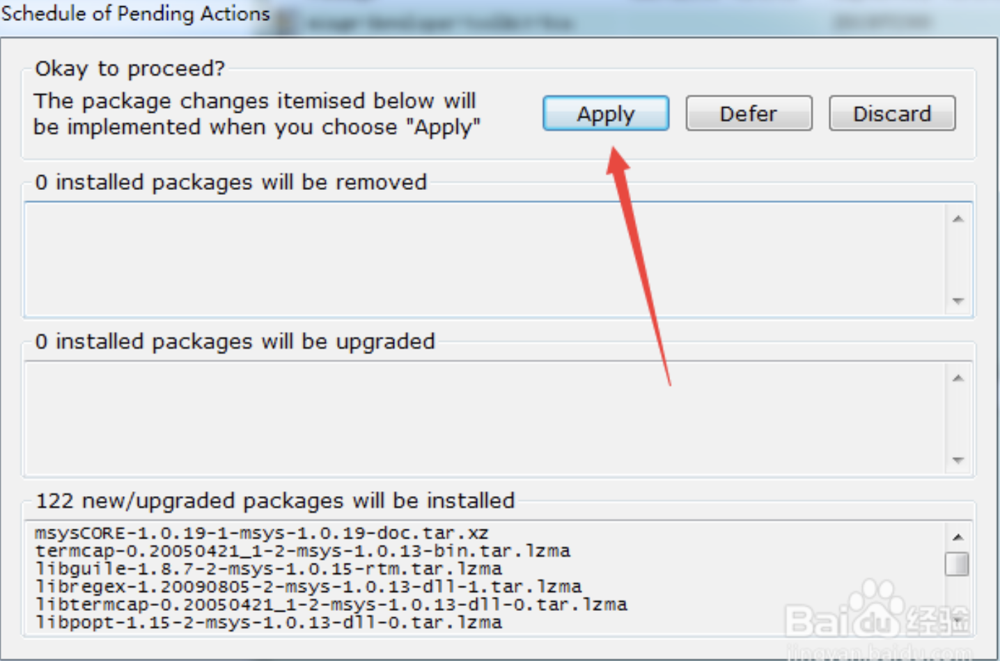 Schedule of Pending Actions
Okay to proceed?
The package changes itemised below will
be implemented when you choose "Apply"
Apply
Defer
Discard
0 installed packages will be removed
0 installed packages will be upgraded
122 new/upgraded packages will be installed
msysCORE-1.0.19-1-msys-1.0.19-doc.tar.xz
termcap-0.20050421_1-2-msys-1.0.13-bin.tar.lzma
libguile-1.8.7-2-msys-1.0.15-rtm.tar.lzma
libregex-1.20090805-2-msys-1.0.13-dll-1.tar.lzma
libtermcap-0.20050421_1-2-msys-1.0.13-dll-0.tar.lzma
libpopt-1.15-2-msys-1.0.13-dll-0.tar.lzma
Baidu经验
jingyan.baidu.com